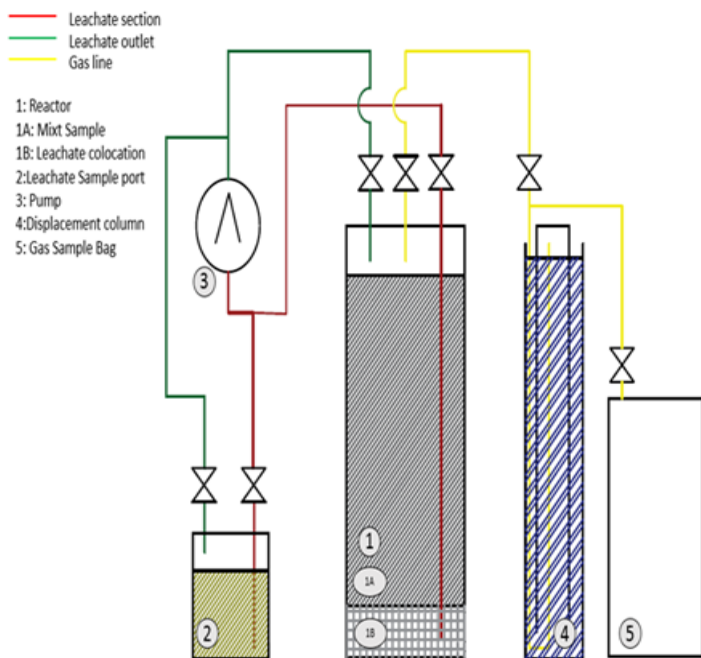 Leachate section
Leachate outlet
Gas line
1: Reactor
1A: Mixt Sample
1B: Leachate colocation
2:Leachate Sample port
3: Pump
4:Displacement column
5: Gas Sample Bag
3
1
1A
1B
2
4
5